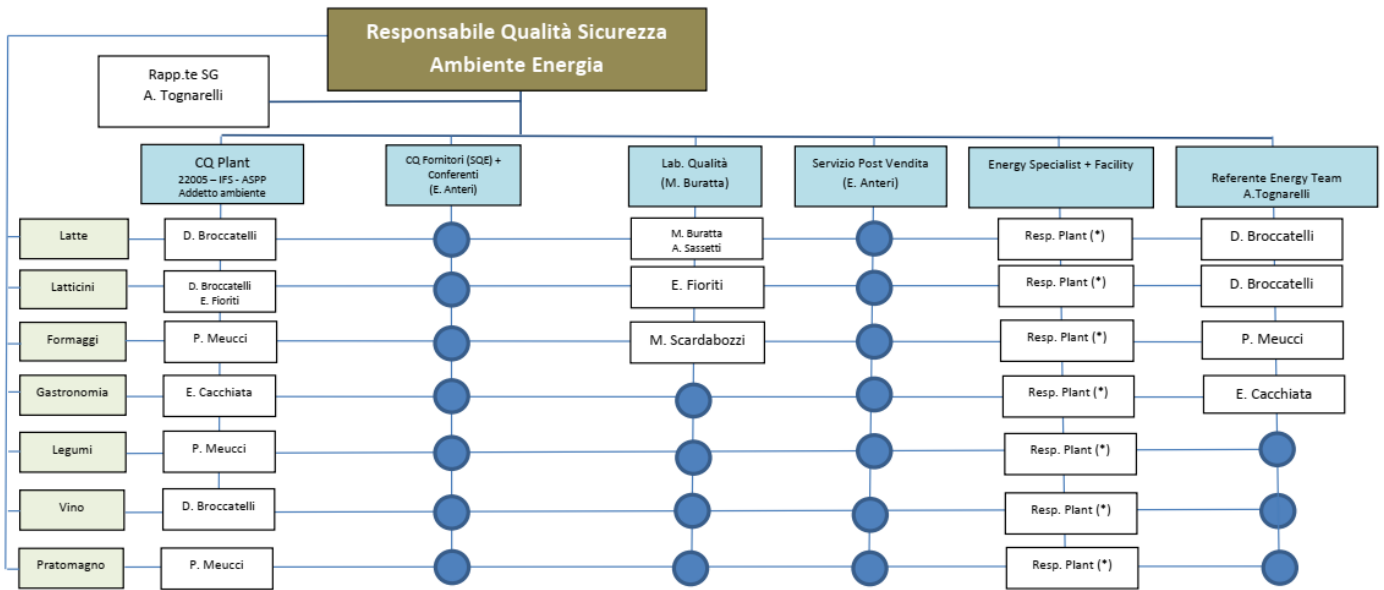 Responsabile Qualità Sicurezza
Ambiente Energia
Rapp.te SG
A. Tognarelli
CQ Plant
22005 – IFS - ASPP
Addetto ambiente
CQ Fornitori (SQE) +
Conferenti
(E. Anteri)
Lab. Qualità
(M. Buratta)
Servizio Post Vendita
(E. Anteri)
Energy Specialist + Facility
Referente Energy Team
A.Tognarelli
Latte
D. Broccatelli
M. Buratta
A. Sassetti
Resp. Plant (*)
D. Broccatelli
Latticini
D. Broccatelli
E. Fioriti
E. Fioriti
Resp. Plant (*)
D. Broccatelli
Formaggi
P. Meucci
M. Scardabozzi
Resp. Plant (*)
P. Meucci
Gastronomia
E. Cacchiata
Resp. Plant (*)
E. Cacchiata
Legumi
P. Meucci
Resp. Plant (*)
Vino
D. Broccatelli
Resp. Plant (*)
Pratomagno
P. Meucci
Resp. Plant (*)